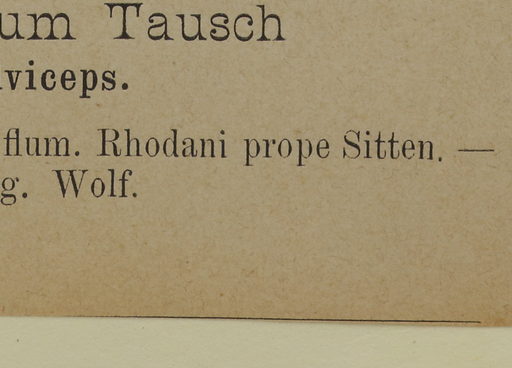 um Tausch
viceps.
flum. Rhodani prope Sitten. —
g. Wolf.